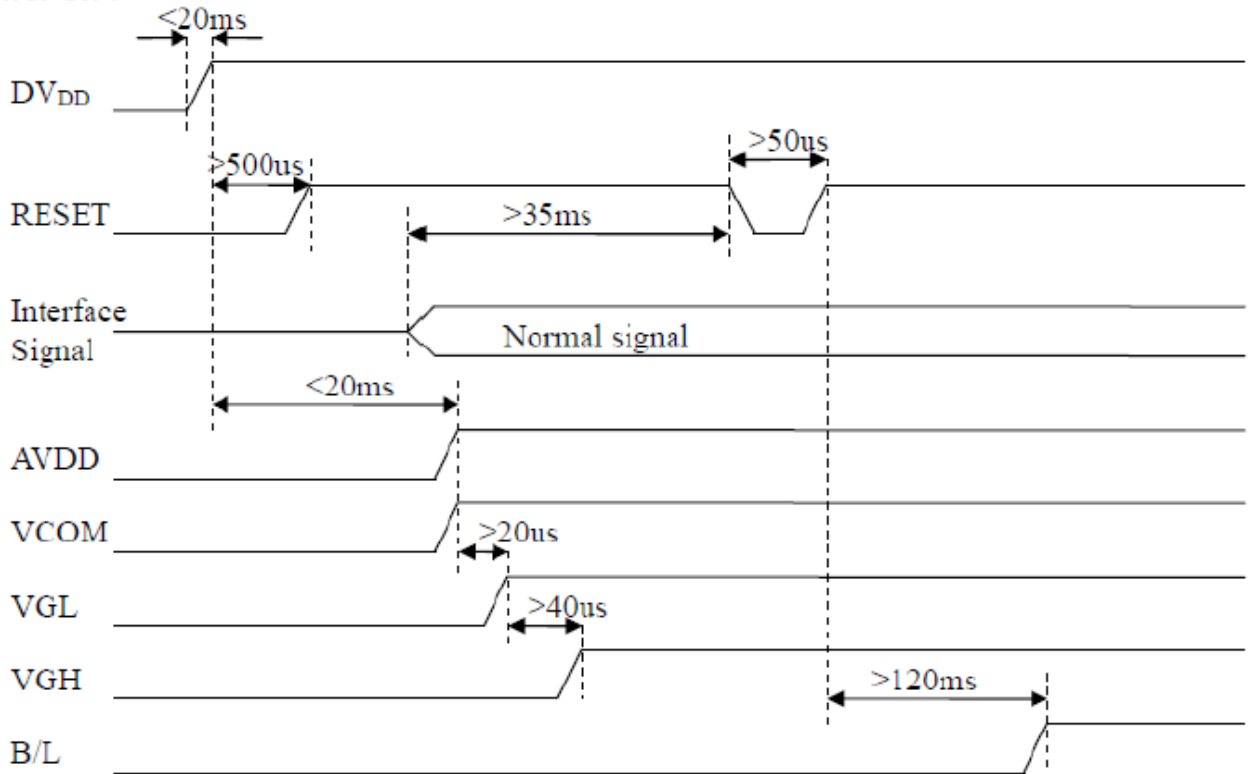 <20ms
DVDD
>500us
>50us
RESET
>35ms
Interface
Signal
Normal signal
<20ms
AVDD
VCOM
>20us
VGL
>40us
VGH
>120ms
B/L